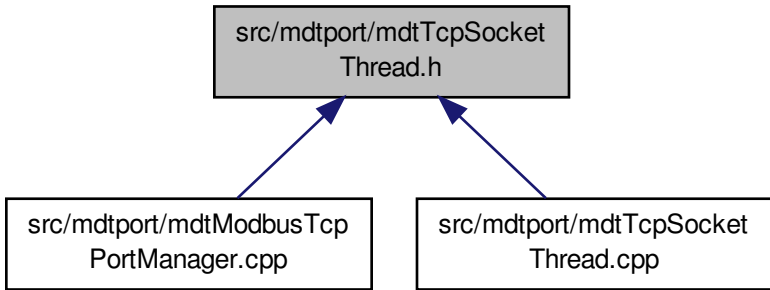 src/mdtport/mdtTcpSocket
Thread.h
src/mdtport/mdtModbusTcp
PortManager.cpp
src/mdtport/mdtTcpSocket
Thread.cpp